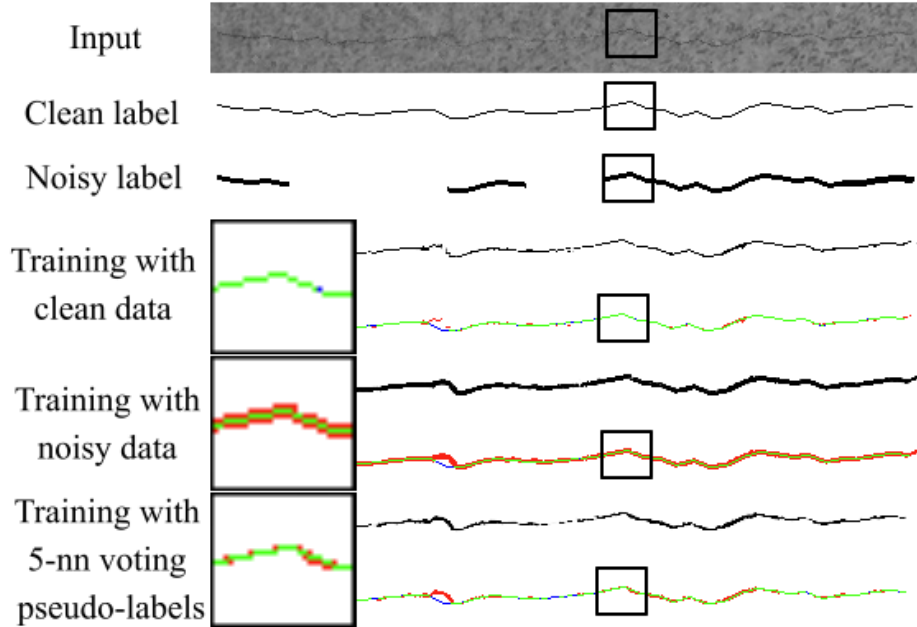 Input
Clean label
Noisy label
Training with
clean data
Training with
noisy data
Training with
5-nn voting
pseudo-labels